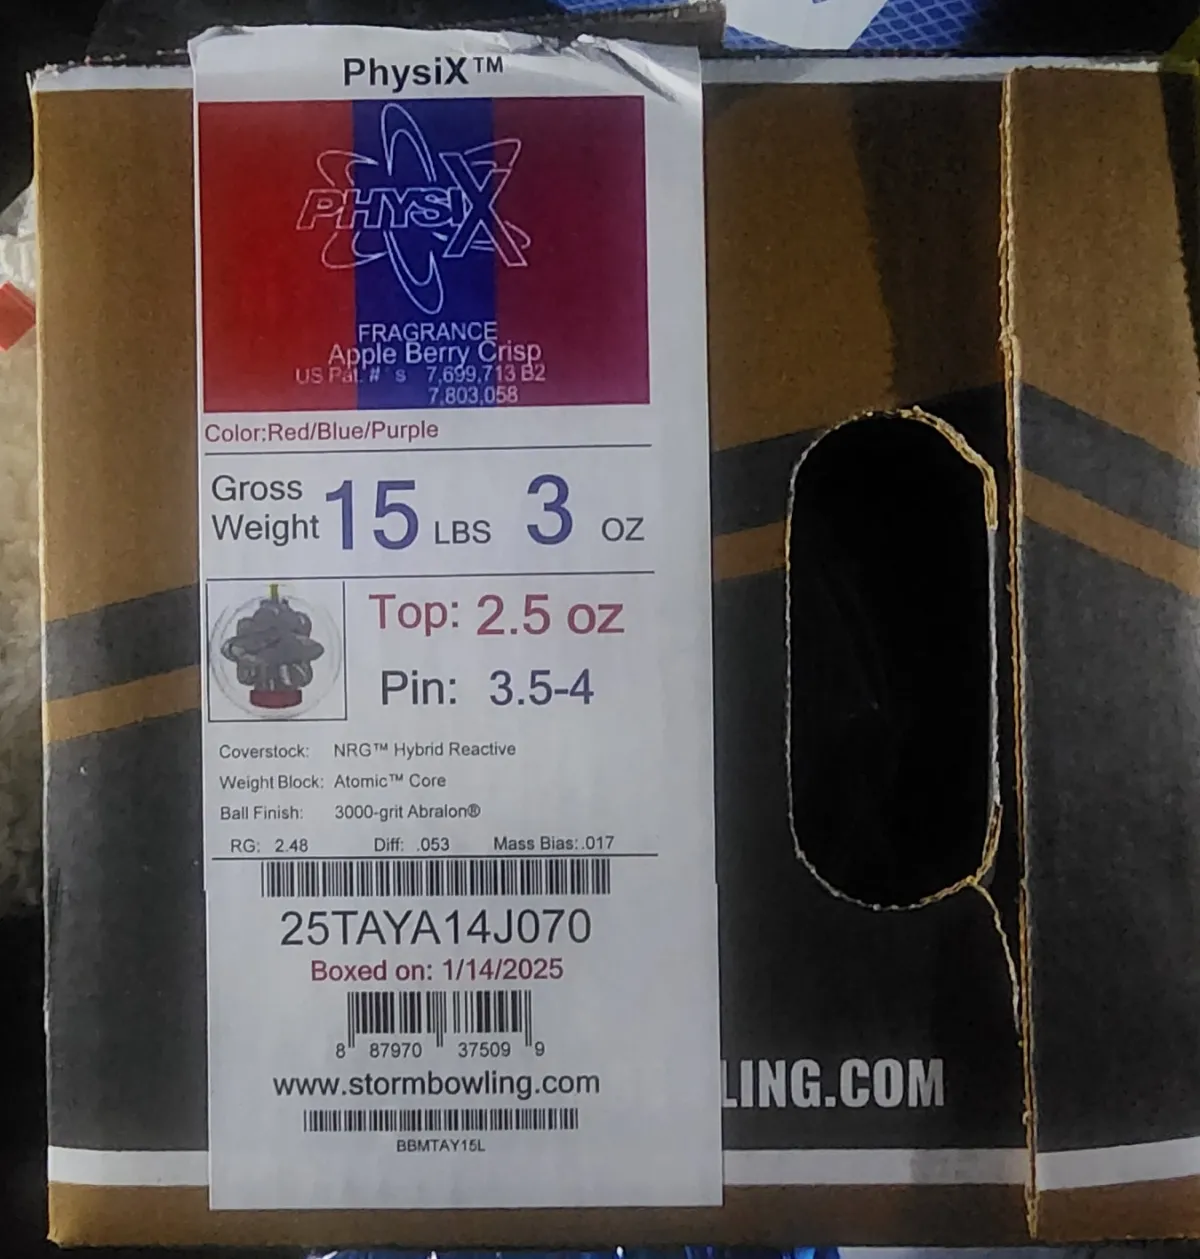 PhysiX™
PHYSIX
FRAGRANCE
Apple Berry Crisp
US Pat. # s 7,699,713 B2
7,803,058
Color:Red/Blue/Purple
Gross Weight 15 LBS 3 OZ
Top: 2.5 oz
Pin: 3.5-4
Coverstock: NRG™ Hybrid Reactive
Weight Block: Atomic™ Core
Ball Finish: 3000-grit Abralon®
RG: 2.48 Diff: .053 Mass Bias:.017
25TAYA14J070
Boxed on: 1/14/2025
8 87970 37509 9
www.stormbowling.com
LING.COM
BBMTAY15L